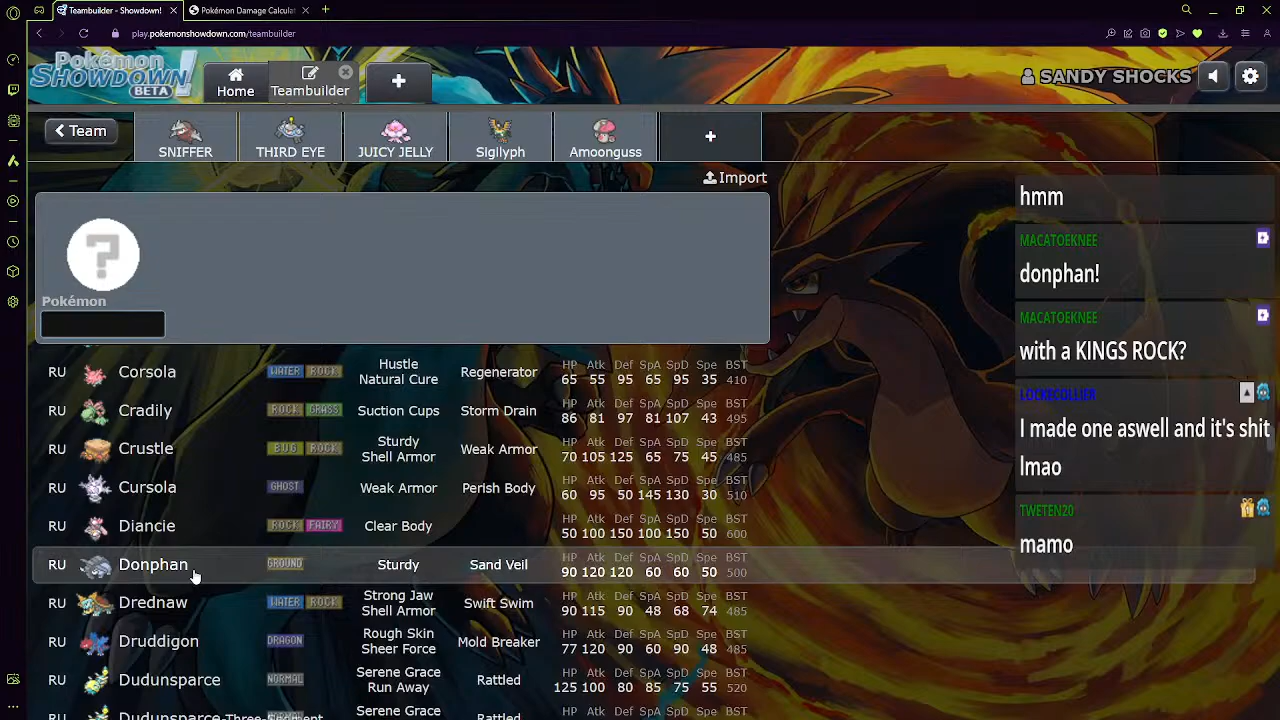 Teambuilder - Showdown!
Pokémon Damage Calculat
play.pokemonshowdown.com/teambuilder
Pokémon
SHOWDOWN!
BETA
Home
Teambuilder
SANDY SHOCKS
Team
SNIFFER
THIRD EYE
JUICY JELLY
Sigilyph
Amoonguss
Import
Pokémon
RU Corsola WATER ROCK Hustle Natural Cure Regenerator HP 65 Atk 55 Def 95 SpA 65 SpD 95 Spe 35 BST 410
RU Cradily ROCK GRASS Suction Cups Storm Drain HP 86 Atk 81 Def 97 SpA 81 SpD 107 Spe 43 BST 495
RU Crustle BUG ROCK Sturdy Shell Armor Weak Armor HP 70 Atk 105 Def 125 SpA 65 SpD 75 Spe 45 BST 485
RU Cursola GHOST Weak Armor Perish Body HP 60 Atk 95 Def 50 SpA 145 SpD 130 Spe 30 BST 510
RU Diancie ROCK FAIRY Clear Body HP 50 Atk 100 Def 150 SpA 100 SpD 150 Spe 50 BST 600
RU Donphan GROUND Sturdy Sand Veil HP 90 Atk 120 Def 120 SpA 60 SpD 60 Spe 50 BST 500
RU Drednaw WATER ROCK Strong Jaw Shell Armor Swift Swim HP 90 Atk 115 Def 90 SpA 48 SpD 68 Spe 74 BST 485
RU Druddigon DRAGON Rough Skin Sheer Force Mold Breaker HP 77 Atk 120 Def 90 SpA 60 SpD 90 Spe 48 BST 485
RU Dudunsparce NORMAL Serene Grace Run Away Rattled HP 125 Atk 100 Def 80 SpA 85 SpD 75 Spe 55 BST 520
Serene Grace HP Atk Def SpA SpD Spe BST
hmm
MACATOEKNEE
donphan!
MACATOEKNEE
with a KINGS ROCK?
LOCKECOLLIER
I made one aswell and it's shit
lmao
TWETEN20
mamo